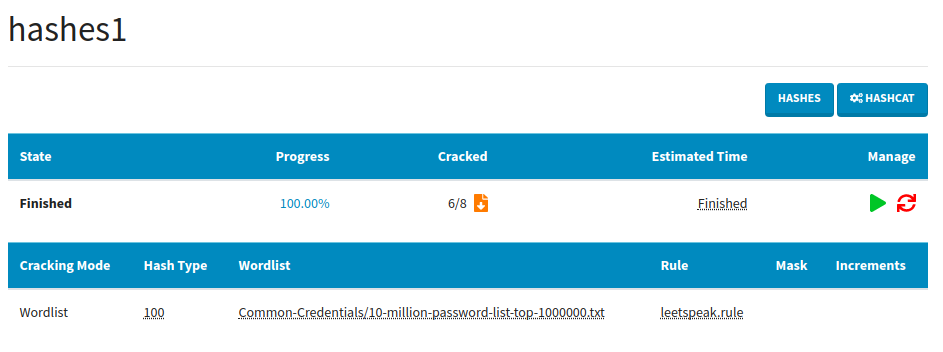 hashes1
HASHES HASHCAT
State Progress Cracked Estimated Time Manage
Finished 100.00% 6/8 Finished
Cracking Mode Hash Type Wordlist Rule Mask Increments
Wordlist 100 Common-Credentials/10-million-password-list-top-1000000.txt leetspeak.rule